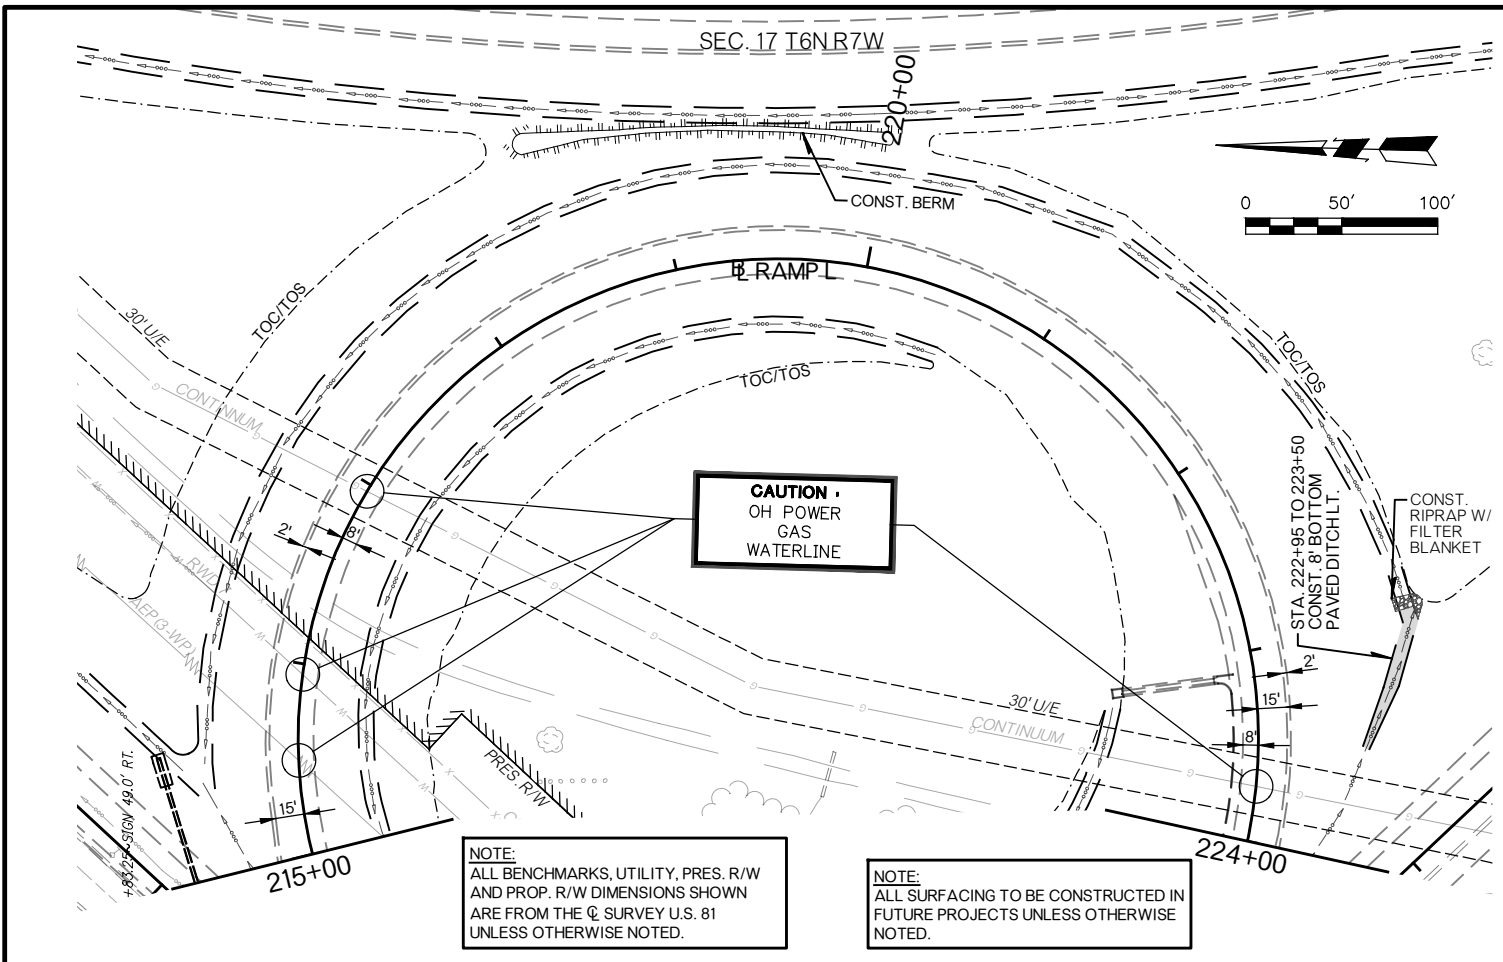 SEC. 17 T6N R7W
220+00
CONST. BERM
0 50' 100'
BL RAMP L
TOC/TOS
30' U/E
CONTINNUM
G
TOC/TOS
TOC/TOS
CAUTION :
OH POWER
GAS
WATERLINE
2'
8'
RWD
AEP (3-WP)
STA. 222+95 TO 223+50
CONST. 8' BOTTOM
PAVED DITCH LT.
CONST.
RIPRAP W/
FILTER
BLANKET
2'
15'
8'
30' U/E
CONTINUUM
PRES. R/W
+83.25 SIGN 49.0' RT.
15'
215+00
224+00
NOTE:
ALL BENCHMARKS, UTILITY, PRES. R/W
AND PROP. R/W DIMENSIONS SHOWN
ARE FROM THE ℄ SURVEY U.S. 81
UNLESS OTHERWISE NOTED.
NOTE:
ALL SURFACING TO BE CONSTRUCTED IN
FUTURE PROJECTS UNLESS OTHERWISE
NOTED.